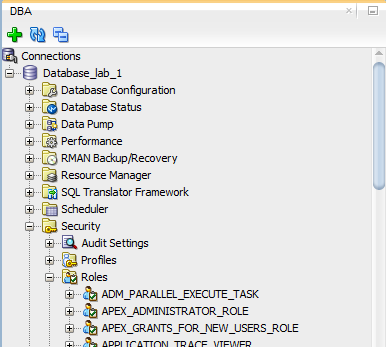 DBA
Connections
Database_lab_1
Database Configuration
Database Status
Data Pump
Performance
RMAN Backup/Recovery
Resource Manager
SQL Translator Framework
Scheduler
Security
Audit Settings
Profiles
Roles
ADM_PARALLEL_EXECUTE_TASK
APEX_ADMINISTRATOR_ROLE
APEX_GRANTS_FOR_NEW_USERS_ROLE
APPLICATION_TRACE_VIEWER